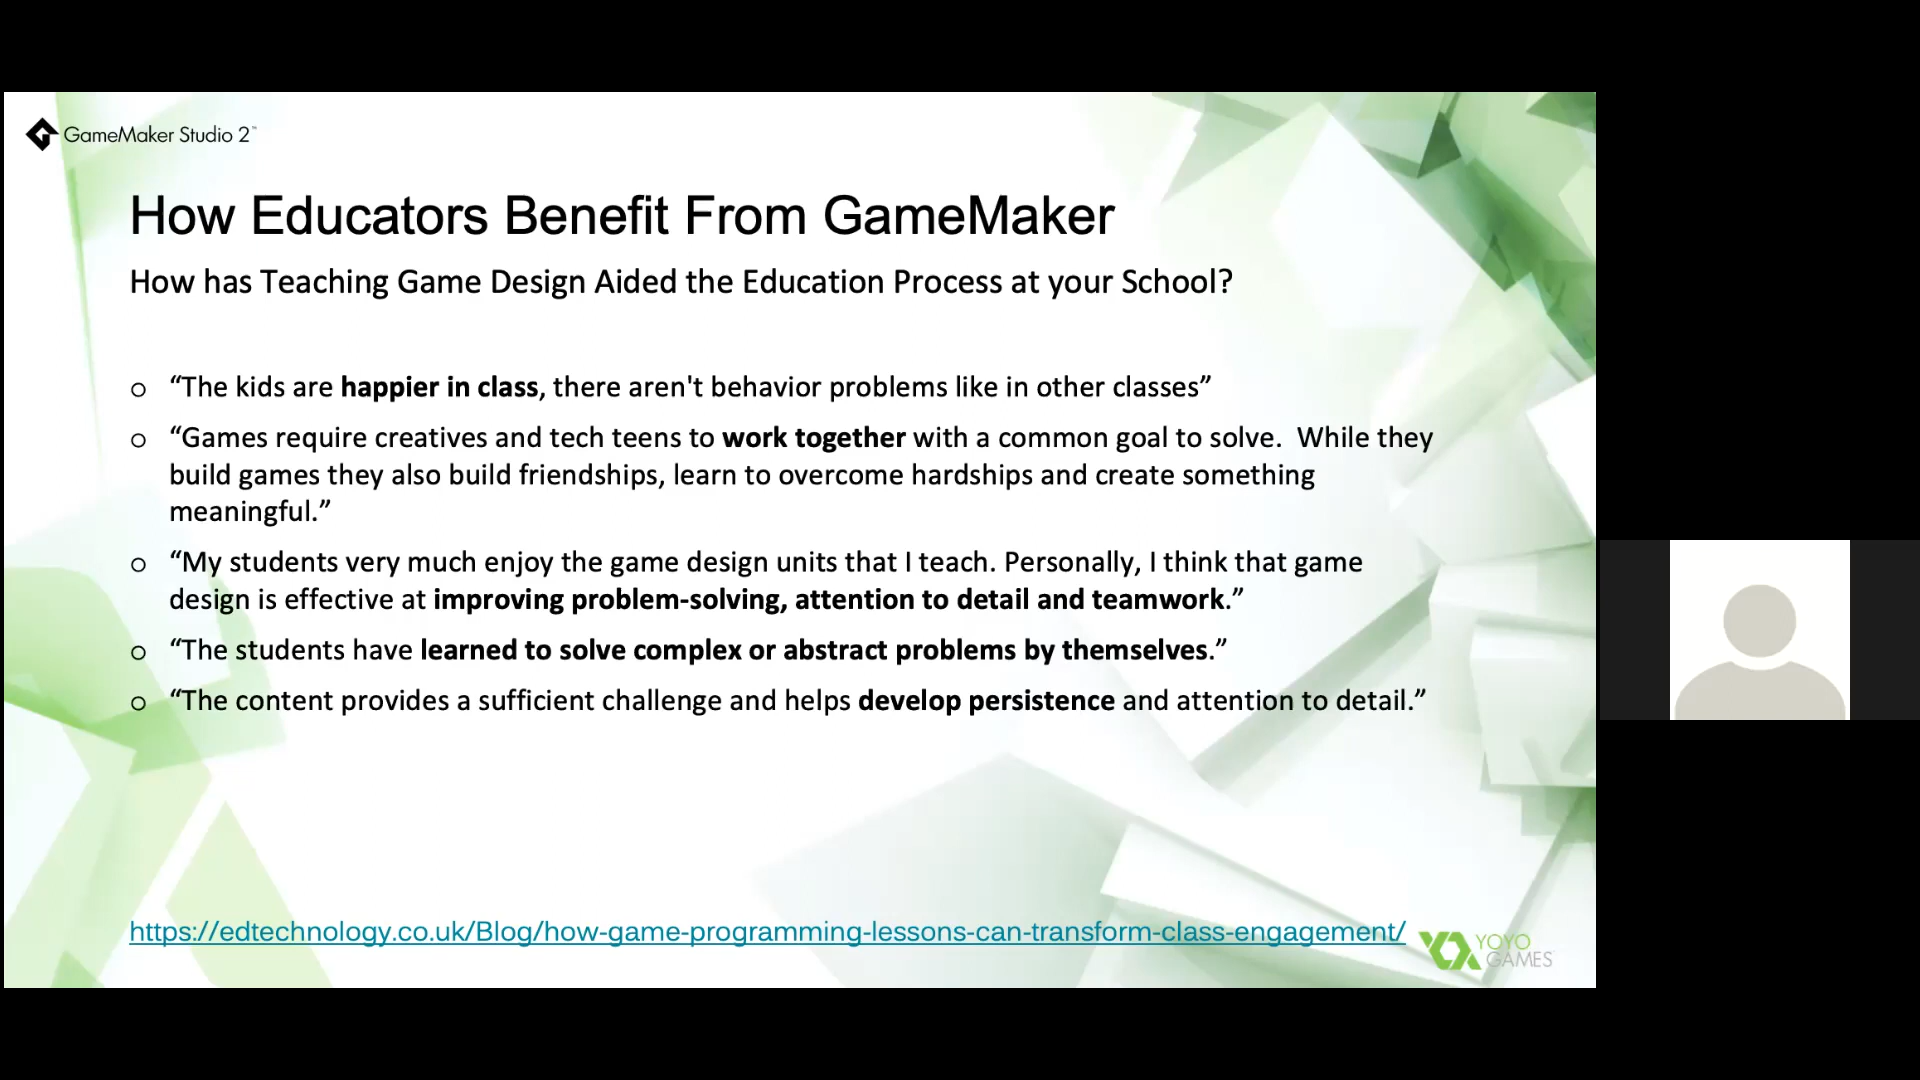 GameMaker Studio 2™
How Educators Benefit From GameMaker
How has Teaching Game Design Aided the Education Process at your School?
o “The kids are happier in class, there aren't behavior problems like in other classes”
o “Games require creatives and tech teens to work together with a common goal to solve.  While they
build games they also build friendships, learn to overcome hardships and create something
meaningful.”
o “My students very much enjoy the game design units that I teach. Personally, I think that game
design is effective at improving problem-solving, attention to detail and teamwork.”
o “The students have learned to solve complex or abstract problems by themselves.”
o “The content provides a sufficient challenge and helps develop persistence and attention to detail.”
https://edtechnology.co.uk/Blog/how-game-programming-lessons-can-transform-class-engagement/
YOYO
GAMES